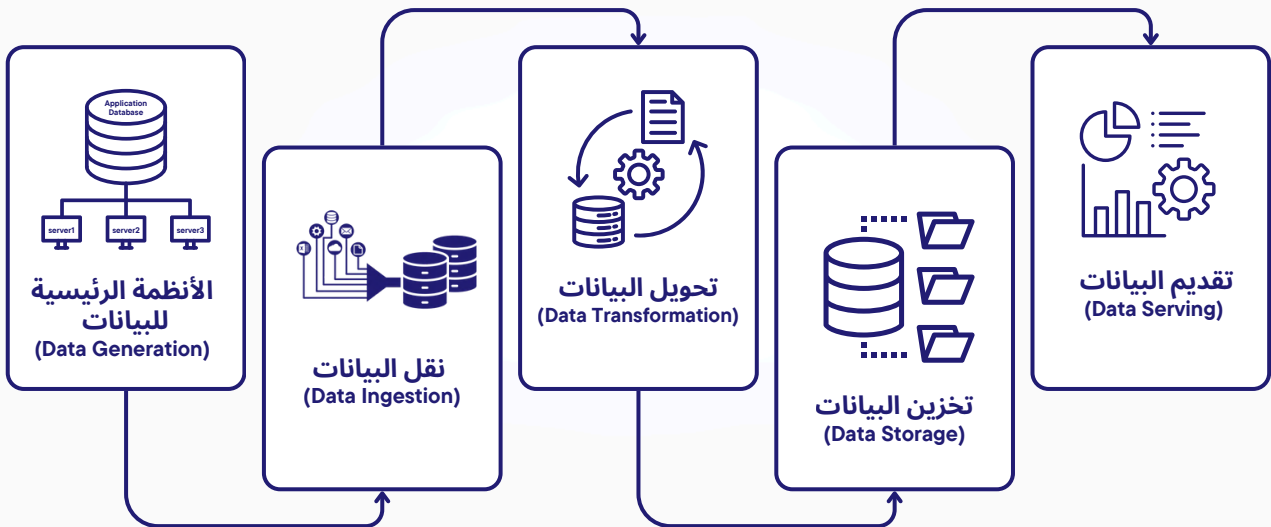 Application
Database
server1
server2
server3
الأنظمة الرئيسية
للبيانات
(Data Generation)
نقل البيانات
(Data Ingestion)
تحويل البيانات
(Data Transformation)
تخزين البيانات
(Data Storage)
تقديم البيانات
(Data Serving)